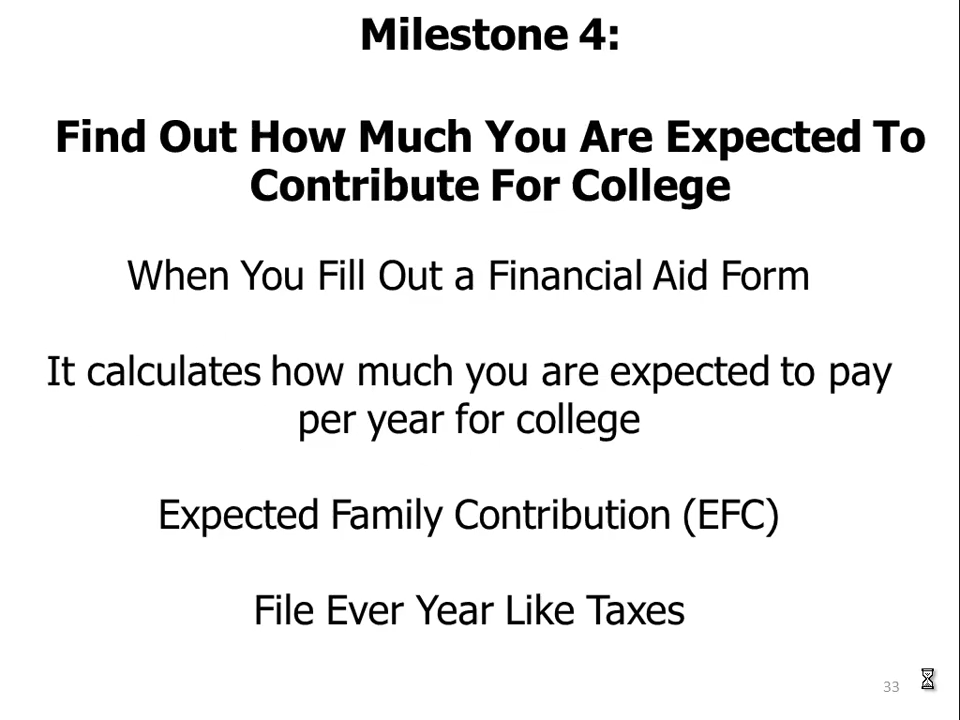 Milestone 4:
Find Out How Much You Are Expected To
Contribute For College
When You Fill Out a Financial Aid Form
It calculates how much you are expected to pay
per year for college
Expected Family Contribution (EFC)
File Ever Year Like Taxes
33